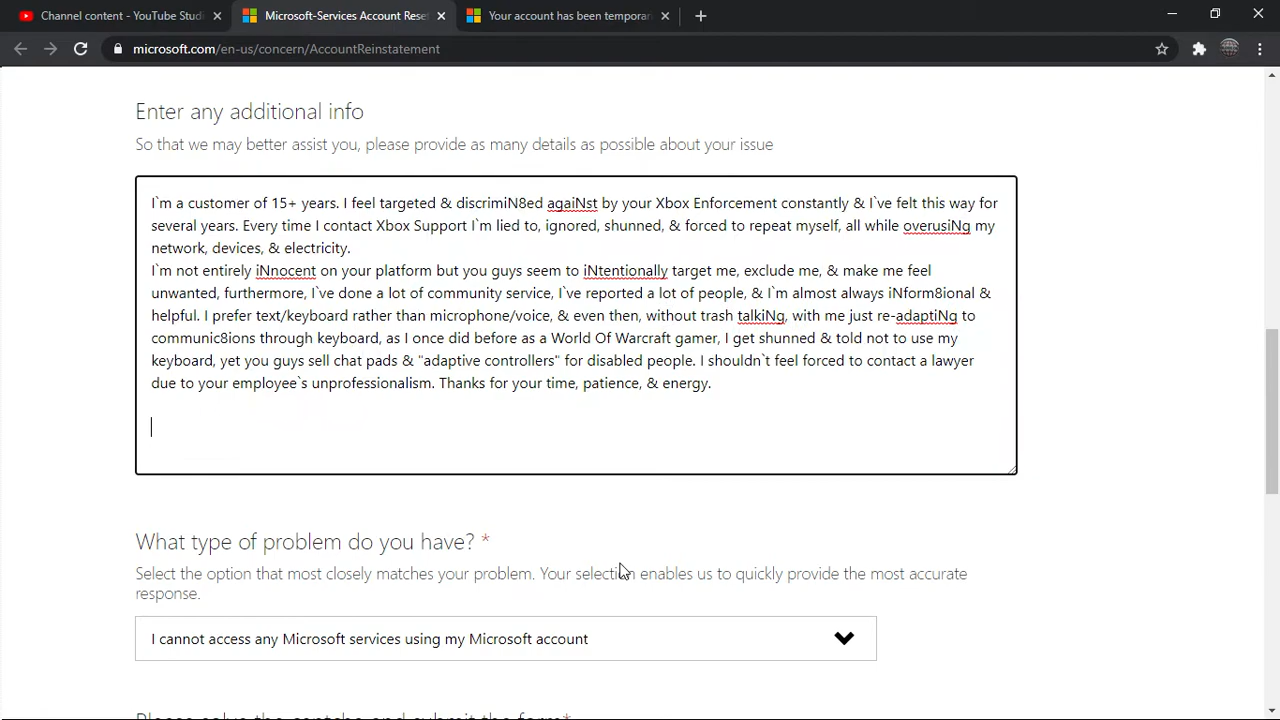 Channel content - YouTube Studi
Microsoft-Services Account Rese
Your account has been temporar
microsoft.com/en-us/concern/AccountReinstatement
Enter any additional info
So that we may better assist you, please provide as many details as possible about your issue
I`m a customer of 15+ years. I feel targeted & discrimiN8ed agaiNst by your Xbox Enforcement constantly & I`ve felt this way for
several years. Every time I contact Xbox Support I`m lied to, ignored, shunned, & forced to repeat myself, all while overusiNg my
network, devices, & electricity.
I`m not entirely iNnocent on your platform but you guys seem to iNtentionally target me, exclude me, & make me feel
unwanted, furthermore, I`ve done a lot of community service, I`ve reported a lot of people, & I`m almost always iNform8ional &
helpful. I prefer text/keyboard rather than microphone/voice, & even then, without trash talkiNg, with me just re-adaptiNg to
communic8ions through keyboard, as I once did before as a World Of Warcraft gamer, I get shunned & told not to use my
keyboard, yet you guys sell chat pads & "adaptive controllers" for disabled people. I shouldn`t feel forced to contact a lawyer
due to your employee`s unprofessionalism. Thanks for your time, patience, & energy.
What type of problem do you have? *
Select the option that most closely matches your problem. Your selection enables us to quickly provide the most accurate
response.
I cannot access any Microsoft services using my Microsoft account
Please solve the captcha and submit the form*